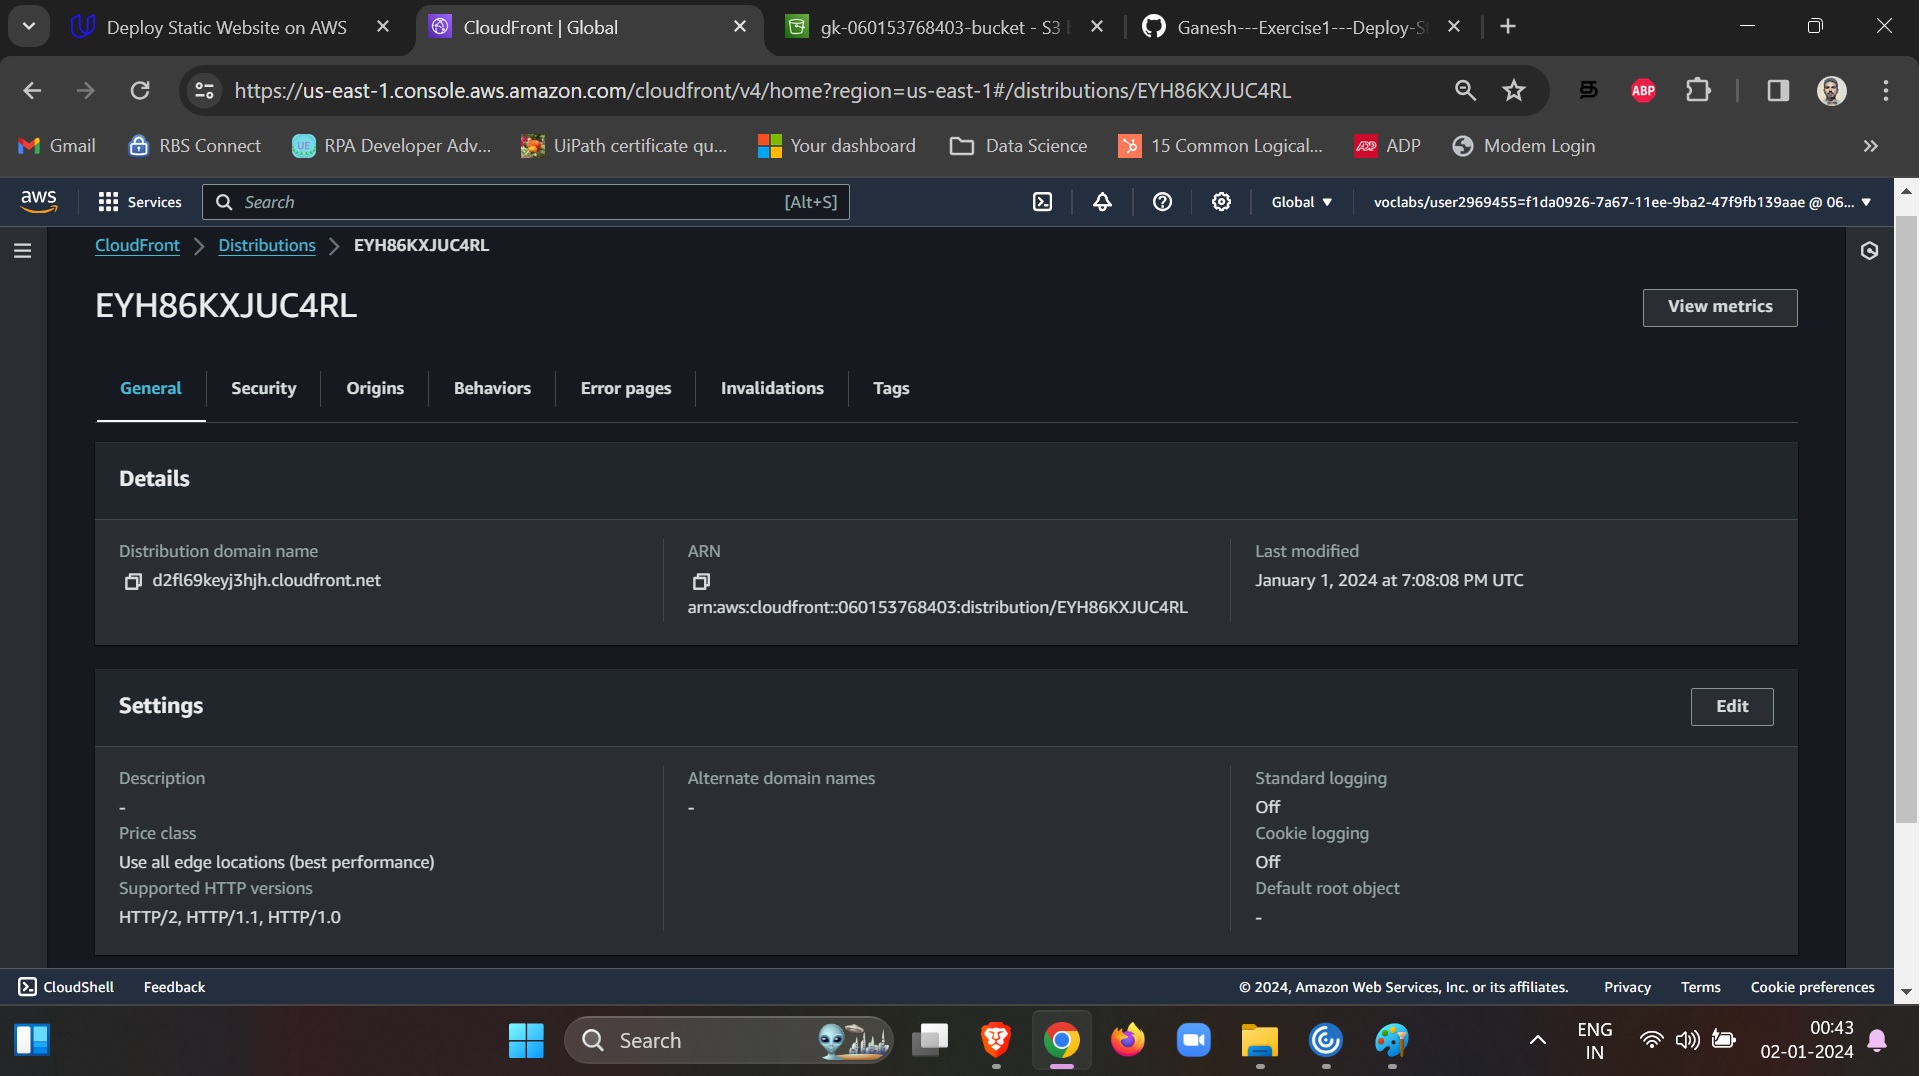 Deploy Static Website on AWS
CloudFront | Global
gk-060153768403-bucket - S3
Ganesh---Exercise1---Deploy-S
https://us-east-1.console.aws.amazon.com/cloudfront/v4/home?region=us-east-1#/distributions/EYH86KXJUC4RL
ABP
Gmail
RBS Connect
UE
RPA Developer Adv...
UiPath certificate qu...
Your dashboard
Data Science
15 Common Logical...
ADP
Modem Login
aws
Services
Search
[Alt+S]
Global
voclabs/user2969455=f1da0926-7a67-11ee-9ba2-47f9fb139aae @ 06...
CloudFront
Distributions
EYH86KXJUC4RL
EYH86KXJUC4RL
View metrics
General
Security
Origins
Behaviors
Error pages
Invalidations
Tags
Details
Distribution domain name
d2fl69keyj3hjh.cloudfront.net
ARN
arn:aws:cloudfront::060153768403:distribution/EYH86KXJUC4RL
Last modified
January 1, 2024 at 7:08:08 PM UTC
Settings
Edit
Description
-
Price class
Use all edge locations (best performance)
Supported HTTP versions
HTTP/2, HTTP/1.1, HTTP/1.0
Alternate domain names
-
Standard logging
Off
Cookie logging
Off
Default root object
-
CloudShell
Feedback
© 2024, Amazon Web Services, Inc. or its affiliates.
Privacy
Terms
Cookie preferences
Search
ENG
IN
00:43
02-01-2024